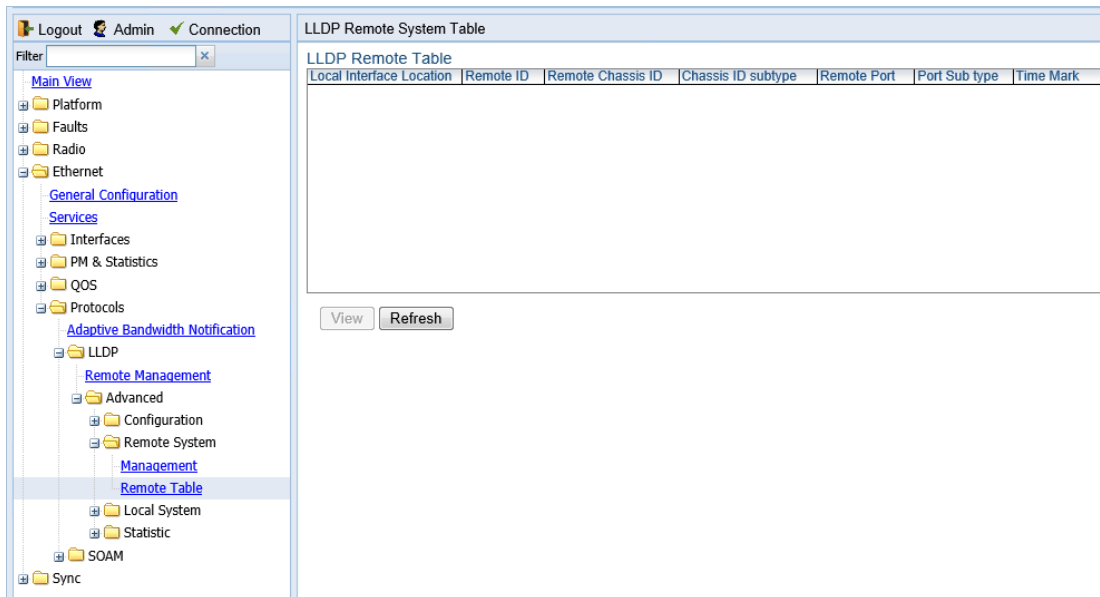 Logout Admin Connection
Filter
Main View
Platform
Faults
Radio
Ethernet
General Configuration
Services
Interfaces
PM & Statistics
QOS
Protocols
Adaptive Bandwidth Notification
LLDP
Remote Management
Advanced
Configuration
Remote System
Management
Remote Table
Local System
Statistic
SOAM
Sync
LLDP Remote System Table
LLDP Remote Table
Local Interface Location Remote ID Remote Chassis ID Chassis ID subtype Remote Port Port Sub type Time Mark
View Refresh